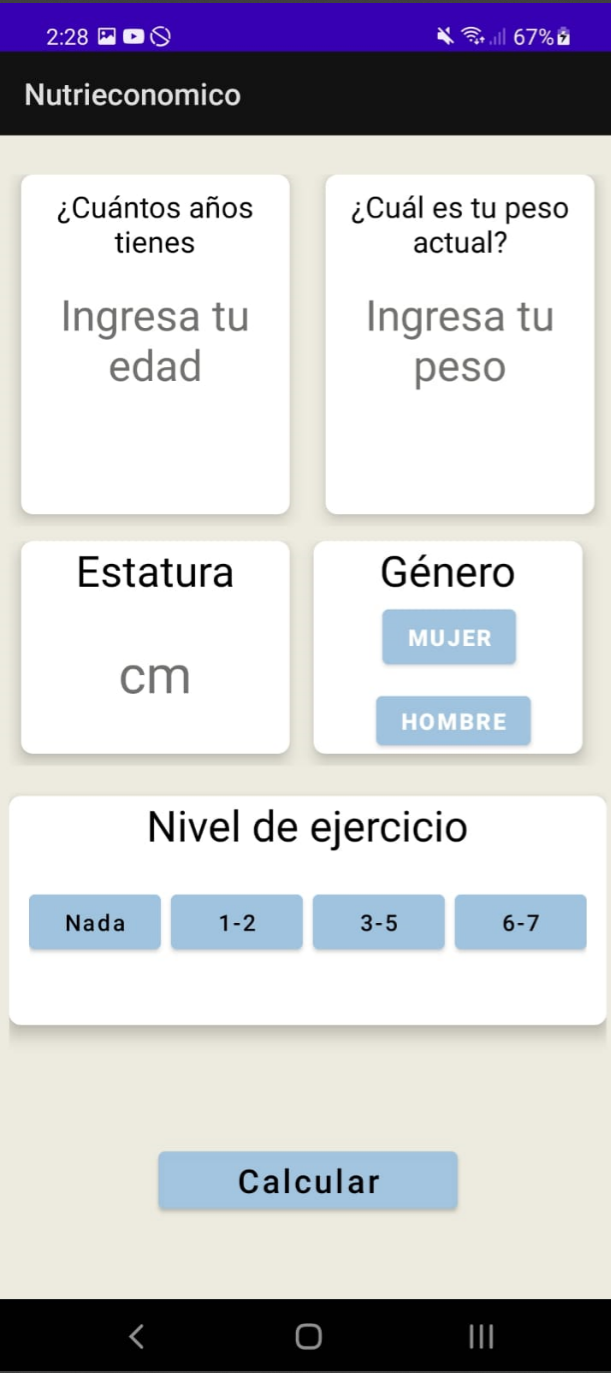 2:28
67%
Nutrieconomico
¿Cuántos años
tienes
Ingresa tu
edad
¿Cuál es tu peso
actual?
Ingresa tu
peso
Estatura
cm
Género
MUJER
HOMBRE
Nivel de ejercicio
Nada
1-2
3-5
6-7
Calcular